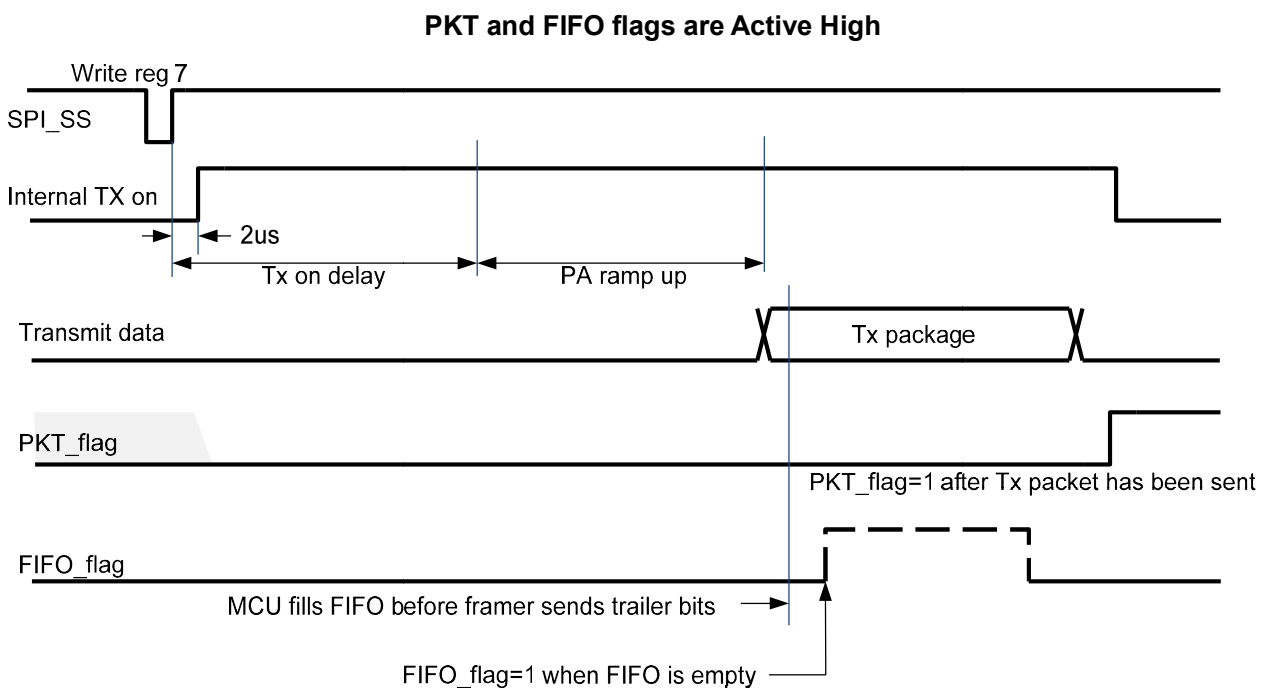 PKT and FIFO flags are Active High
Write reg 7
SPI_SS
Internal TX on
2us
Tx on delay
PA ramp up
Transmit data
Tx package
PKT_flag
PKT_flag=1 after Tx packet has been sent
FIFO_flag
MCU fills FIFO before framer sends trailer bits
FIFO_flag=1 when FIFO is empty